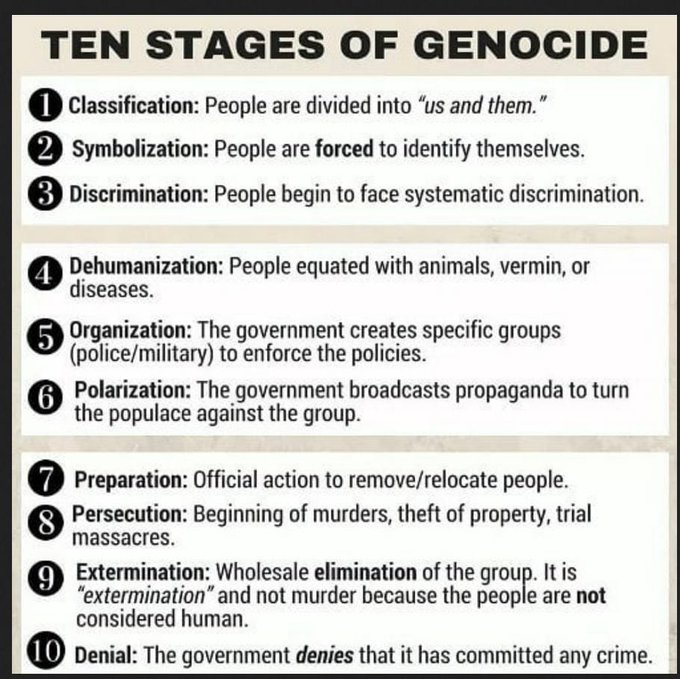 TEN STAGES OF GENOCIDE
1 Classification: People are divided into "us and them."
2 Symbolization: People are forced to identify themselves.
3 Discrimination: People begin to face systematic discrimination.
4 Dehumanization: People equated with animals, vermin, or
diseases.
5 Organization: The government creates specific groups
(police/military) to enforce the policies.
6 Polarization: The government broadcasts propaganda to turn
the populace against the group.
7 Preparation: Official action to remove/relocate people.
8 Persecution: Beginning of murders, theft of property, trial
massacres.
9 Extermination: Wholesale elimination of the group. It is
"extermination" and not murder because the people are not
considered human.
10 Denial: The government denies that it has committed any crime.